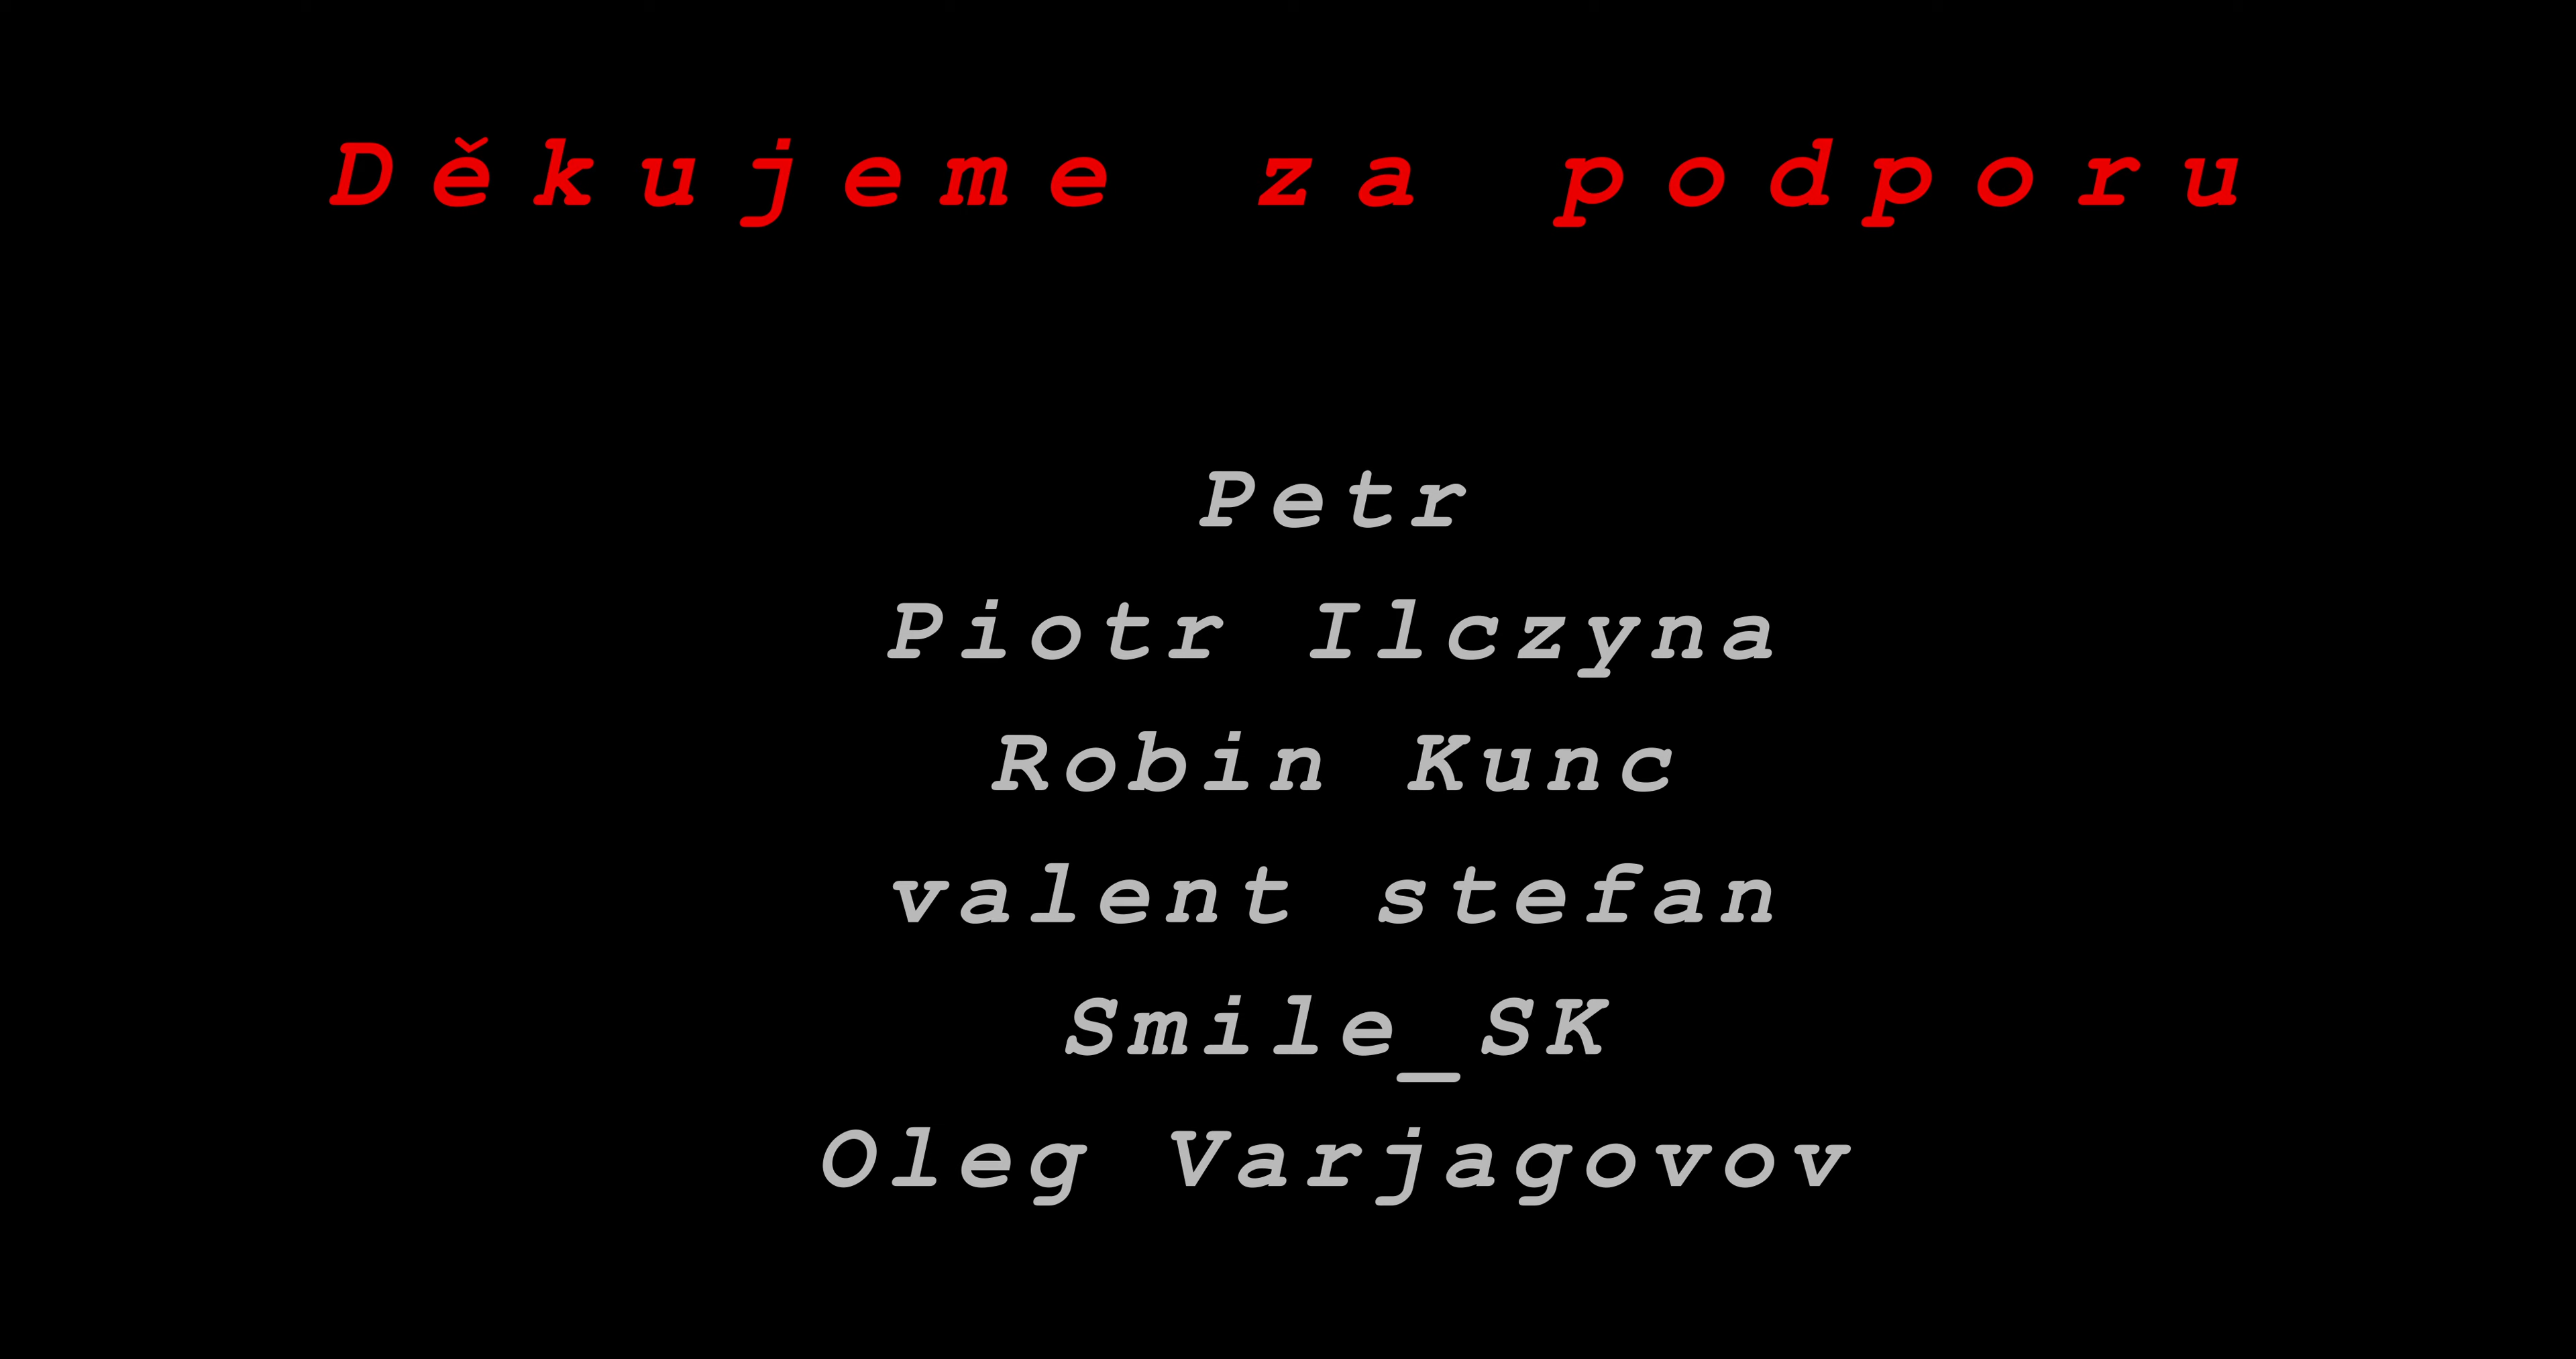 Děkujeme za podporu
Petr
Piotr Ilczyna
Robin Kunc
valent stefan
Smile_SK
Oleg Varjagovov